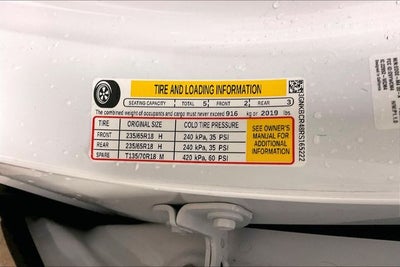 TIRE AND LOADING INFORMATION
SEATING CAPACITY TOTAL 5 FRONT 2 REAR 3
The combined weight of occupants and cargo must never exceed 916 kg or 2019 lbs
TIRE ORIGINAL SIZE COLD TIRE PRESSURE
FRONT 235/65R18 H 240 kPa, 35 PSI
REAR 235/65R18 H 240 kPa, 35 PSI
SPARE T135/70R18 M 420 kPa, 60 PSI
SEE OWNER'S
MANUAL FOR
ADDITIONAL
INFORMATION
3GNKBCR48RS165222